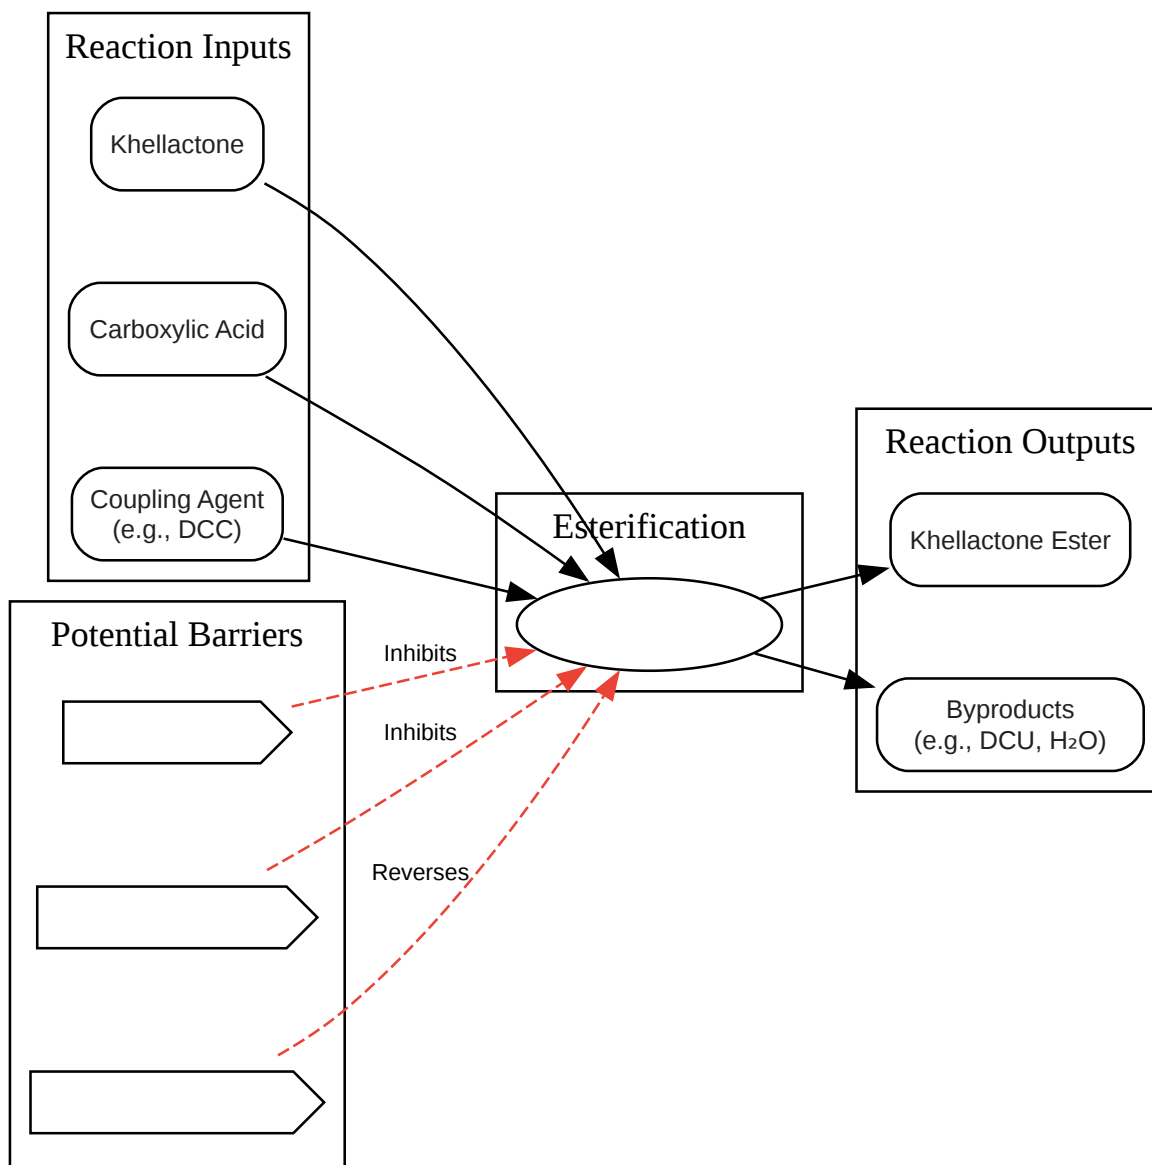 Reaction Inputs
Khellactone
Carboxylic Acid
Coupling Agent
(e.g., DCC)
Potential Barriers
Inhibits
Inhibits
Reverses
Esterification
Reaction Outputs
Khellactone Ester
Byproducts
(e.g., DCU, H₂O)